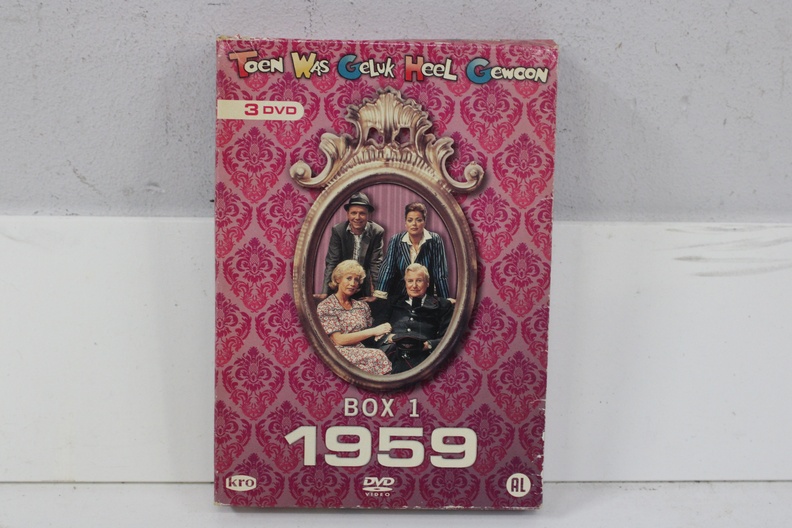 Toen Was Geluk Heel Gewoon
3 DVD
BOX 1
1959
kro
DVD
VIDEO
AL